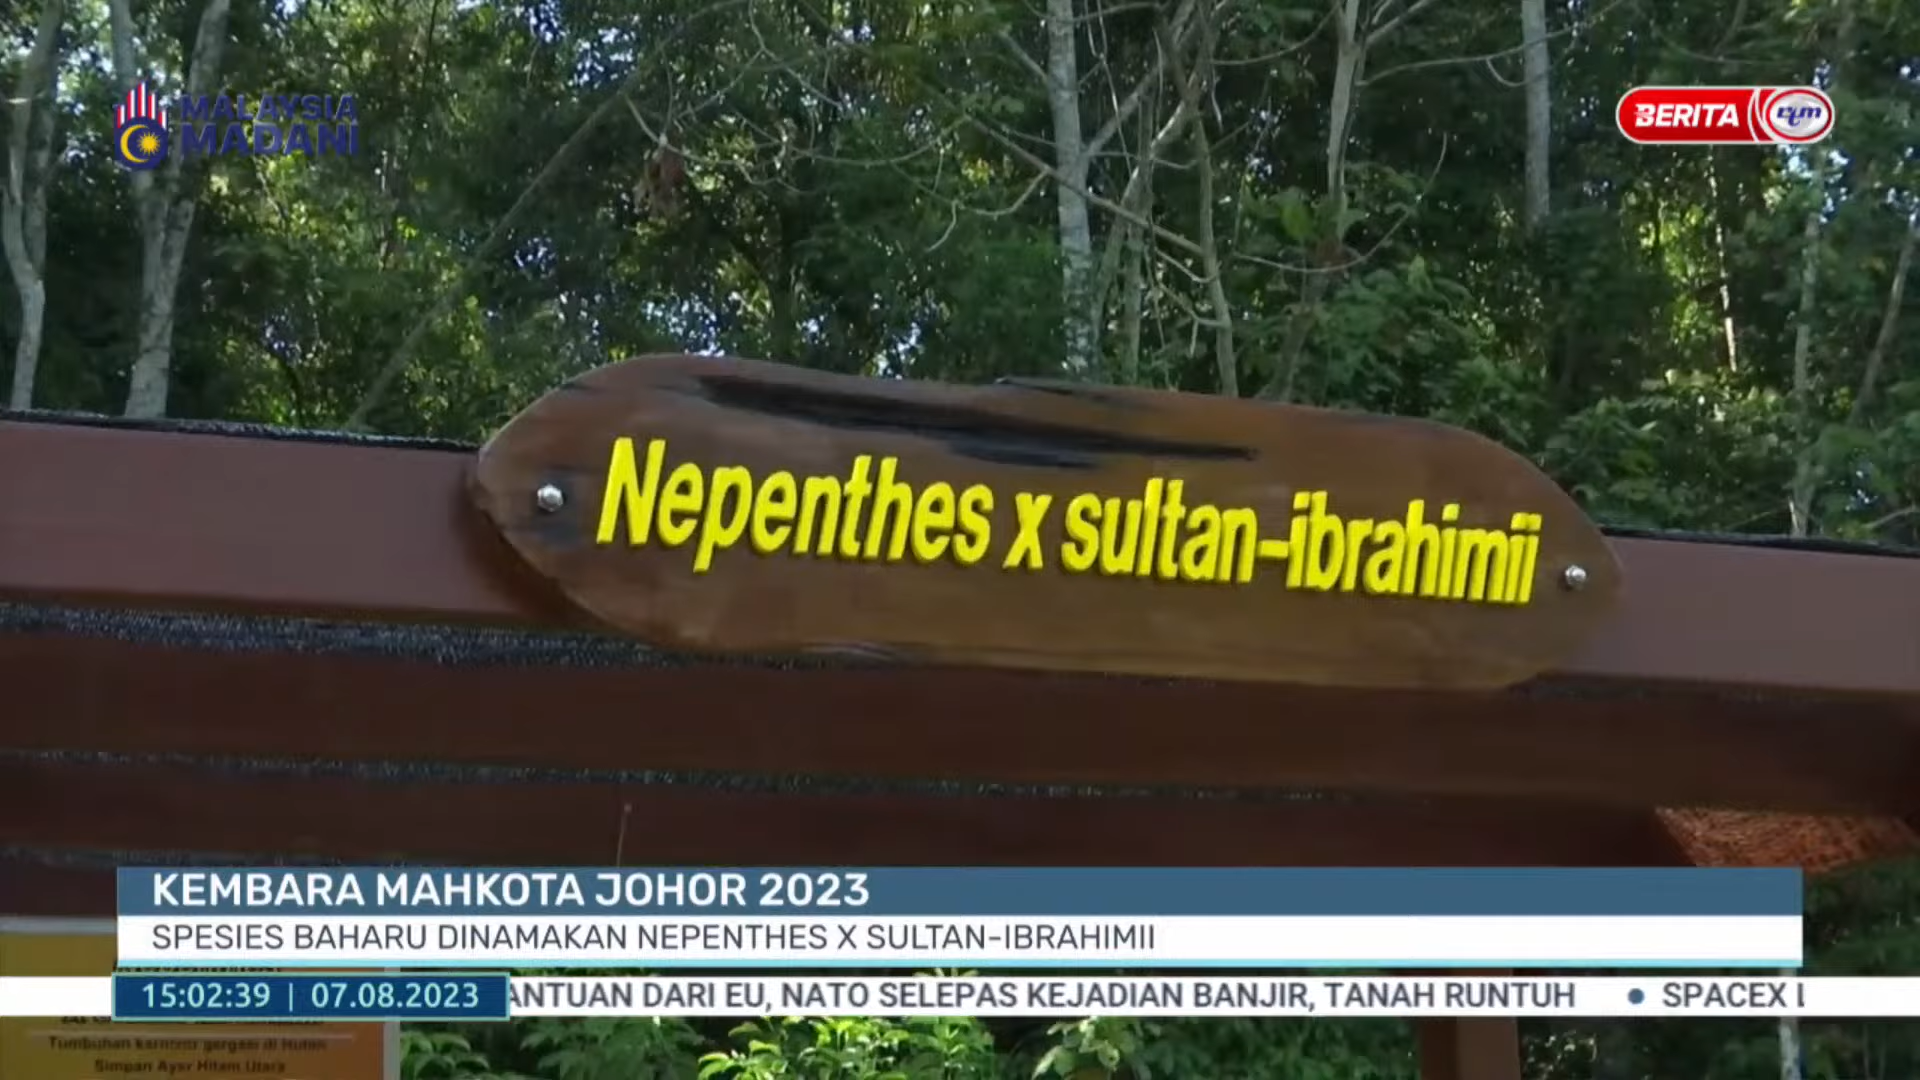 MALAYSIA
MADANI
BERITA rtm
Nepenthes x sultan-ibrahimii
KEMBARA MAHKOTA JOHOR 2023
SPESIES BAHARU DINAMAKAN NEPENTHES X SULTAN-IBRAHIMII
15:02:39 | 07.08.2023
ANTUAN DARI EU, NATO SELEPAS KEJADIAN BANJIR, TANAH RUNTUH • SPACEX
Tumbuhan karnivor gergasi di Hutan
Simpan Ayer Hitam Utara